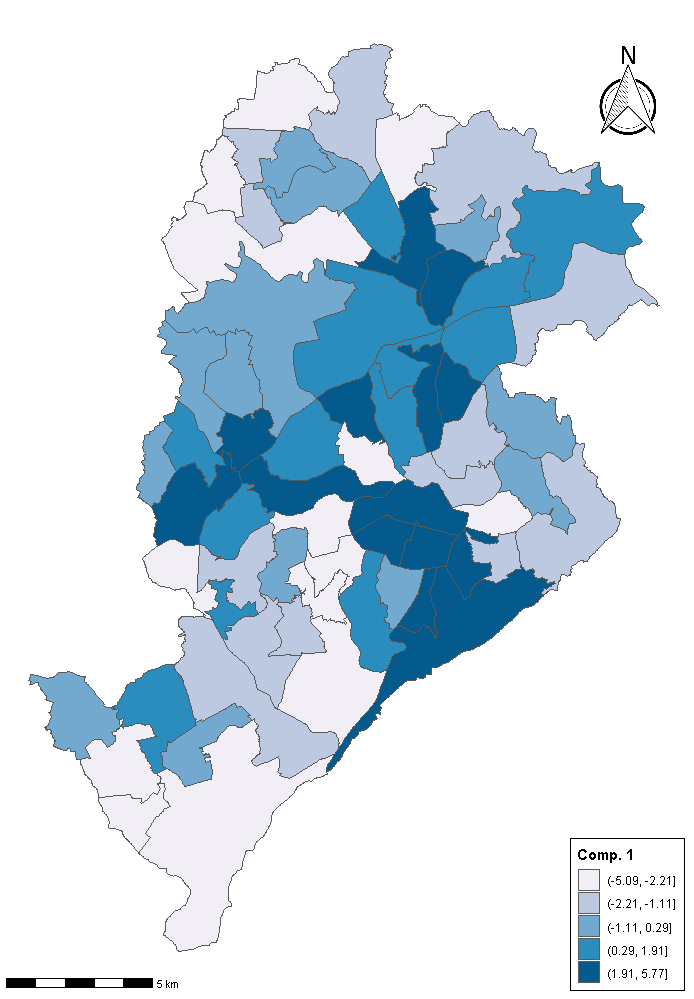 N
Comp. 1
(-5.09, -2.21]
(-2.21, -1.11]
(-1.11, 0.29]
(0.29, 1.91]
(1.91, 5.77]
5 km